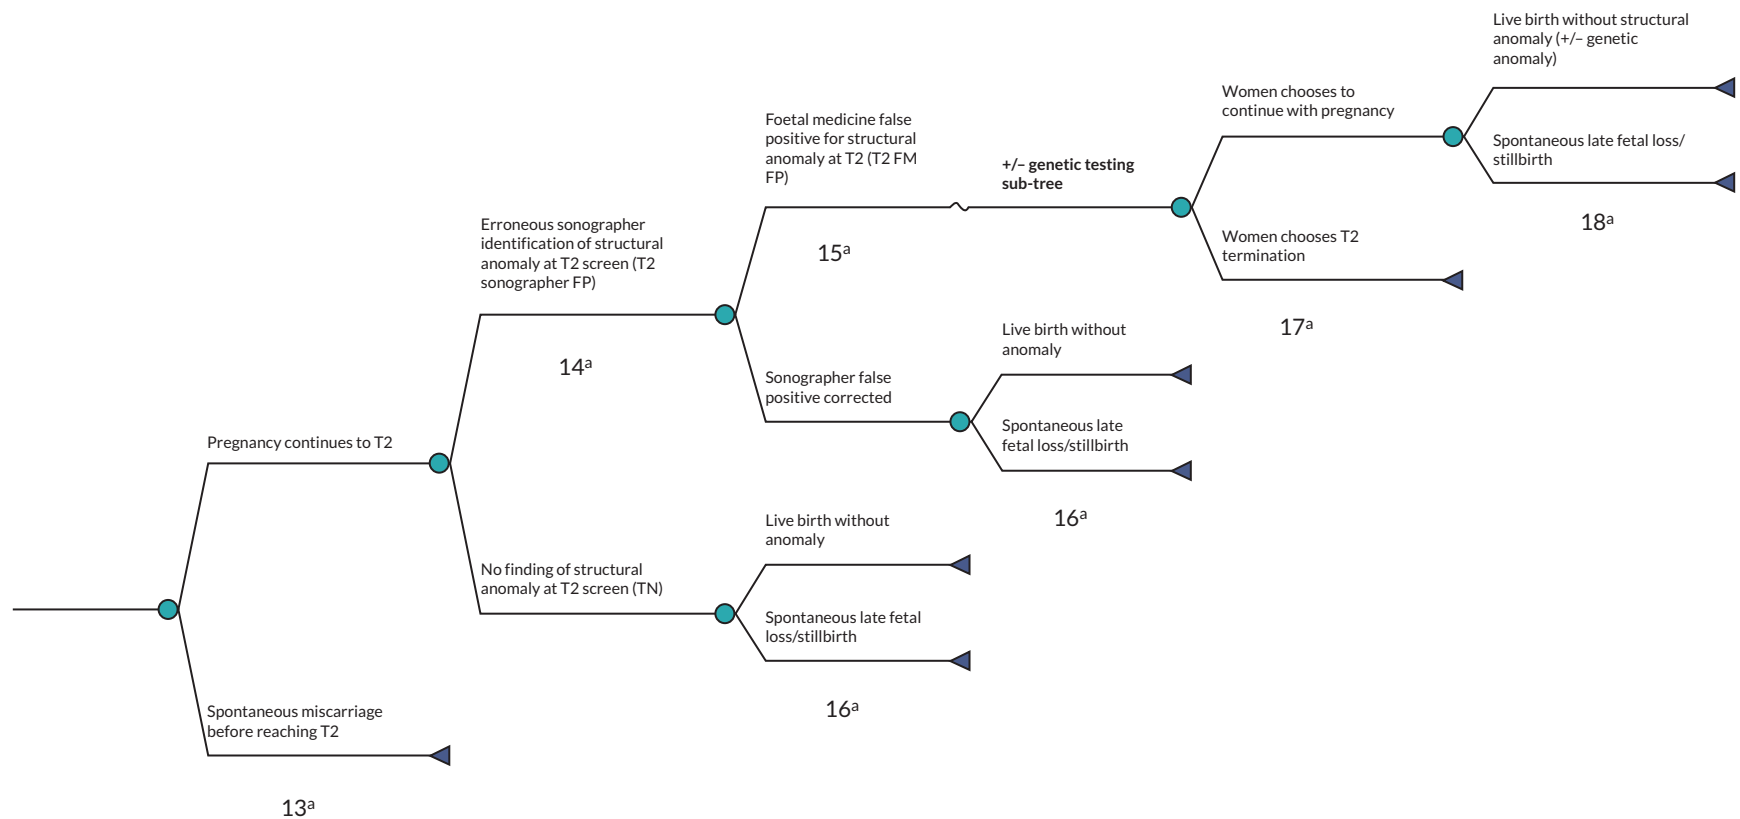 Live birth without structural
anomaly (+/– genetic
anomaly)
Women chooses to
continue with pregnancy
Spontaneous late fetal loss/
stillbirth
18a
Foetal medicine false
positive for structural
anomaly at T2 (T2 FM
FP)
+/– genetic testing
sub-tree
15a
Women chooses T2
termination
17a
Erroneous sonographer
identification of structural
anomaly at T2 screen (T2
sonographer FP)
14a
Live birth without
anomaly
Sonographer false
positive corrected
Spontaneous late
fetal loss/stillbirth
16a
Pregnancy continues to T2
Live birth without
anomaly
No finding of structural
anomaly at T2 screen (TN)
Spontaneous late fetal
loss/stillbirth
16a
Spontaneous miscarriage
before reaching T2
13a